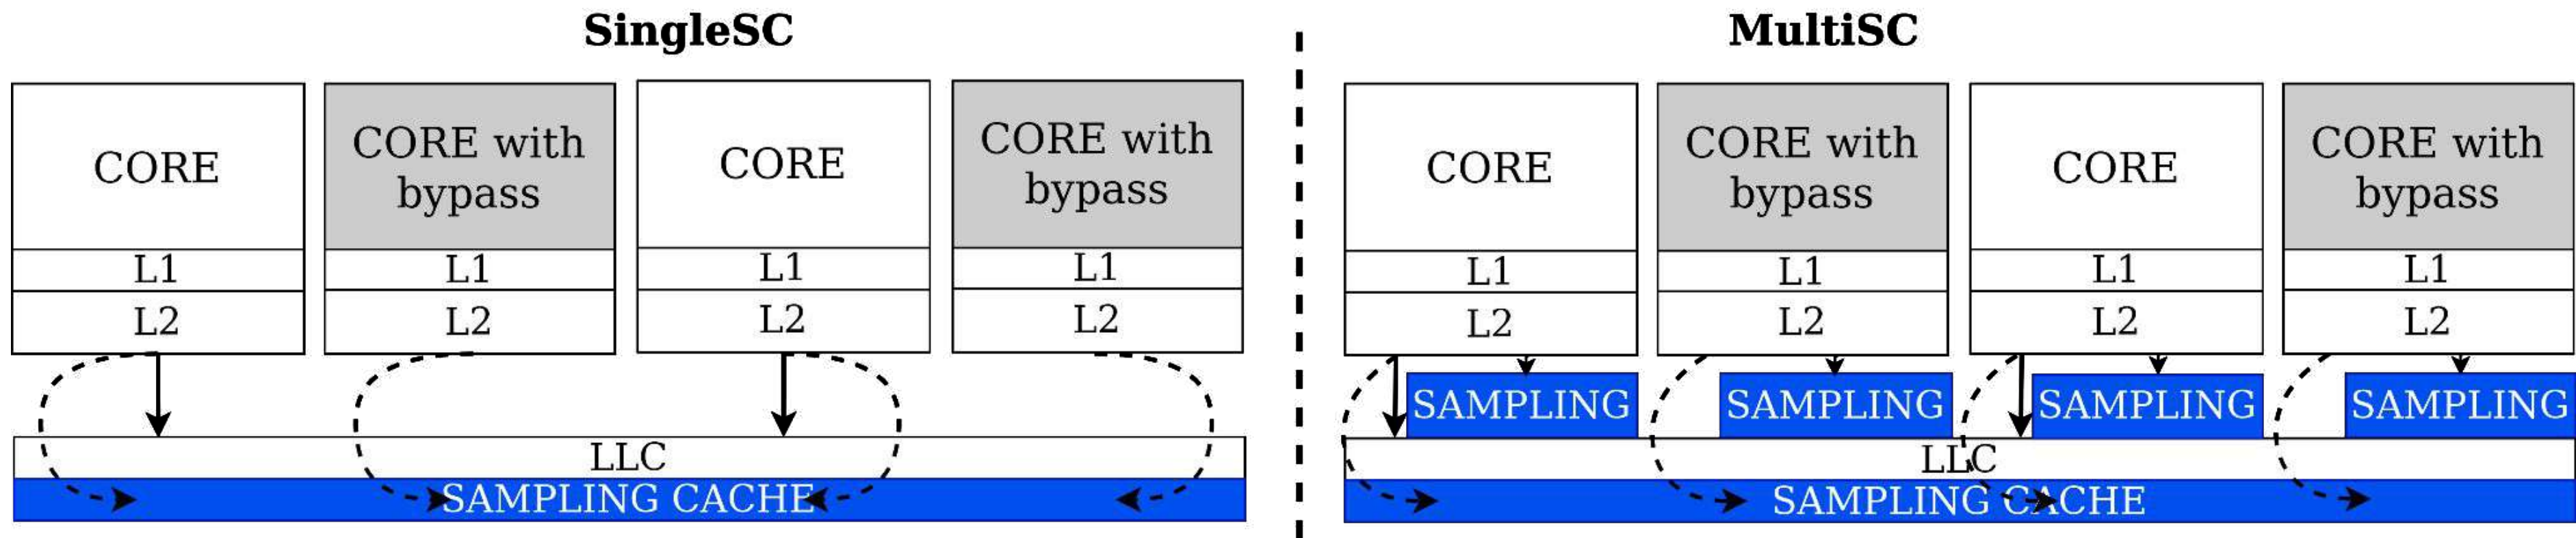 SingleSC
CORE
L1
L2
CORE with
bypass
L1
L2
CORE
L1
L2
CORE with
bypass
L1
L2
LLC
SAMPLING CACHE
MultiSC
CORE
L1
L2
SAMPLING
CORE with
bypass
L1
L2
SAMPLING
CORE
L1
L2
SAMPLING
CORE with
bypass
L1
L2
SAMPLING
LLC
SAMPLING CACHE